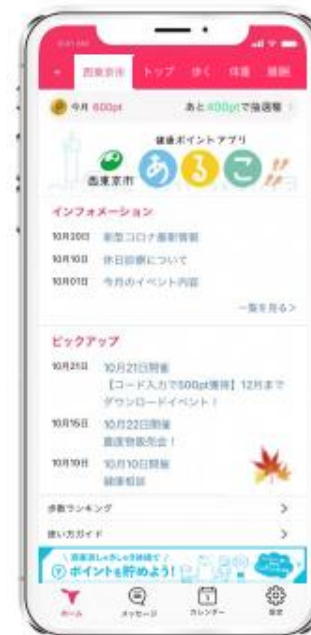 9:41 AM
西東京市 トップ 歩く 体重 睡眠
今月 600pt あと400ptで抽選権
健康ポイントアプリ
西東京市 あるこ
インフォメーション
10月20日 新型コロナ最新情報
10月10日 休日診療について
10月01日 今月のイベント内容
一覧を見る>
ピックアップ
10月21日 10月21日開催
【コード入力で500pt獲得】12月まで
ダウンロードイベント!
10月15日 10月22日開催
農産物販売会!
10月10日 10月10日開催
健康相談
歩数ランキング >
使い方ガイド >
ポイントを貯めよう!
ホーム メッセージ カレンダー 設定